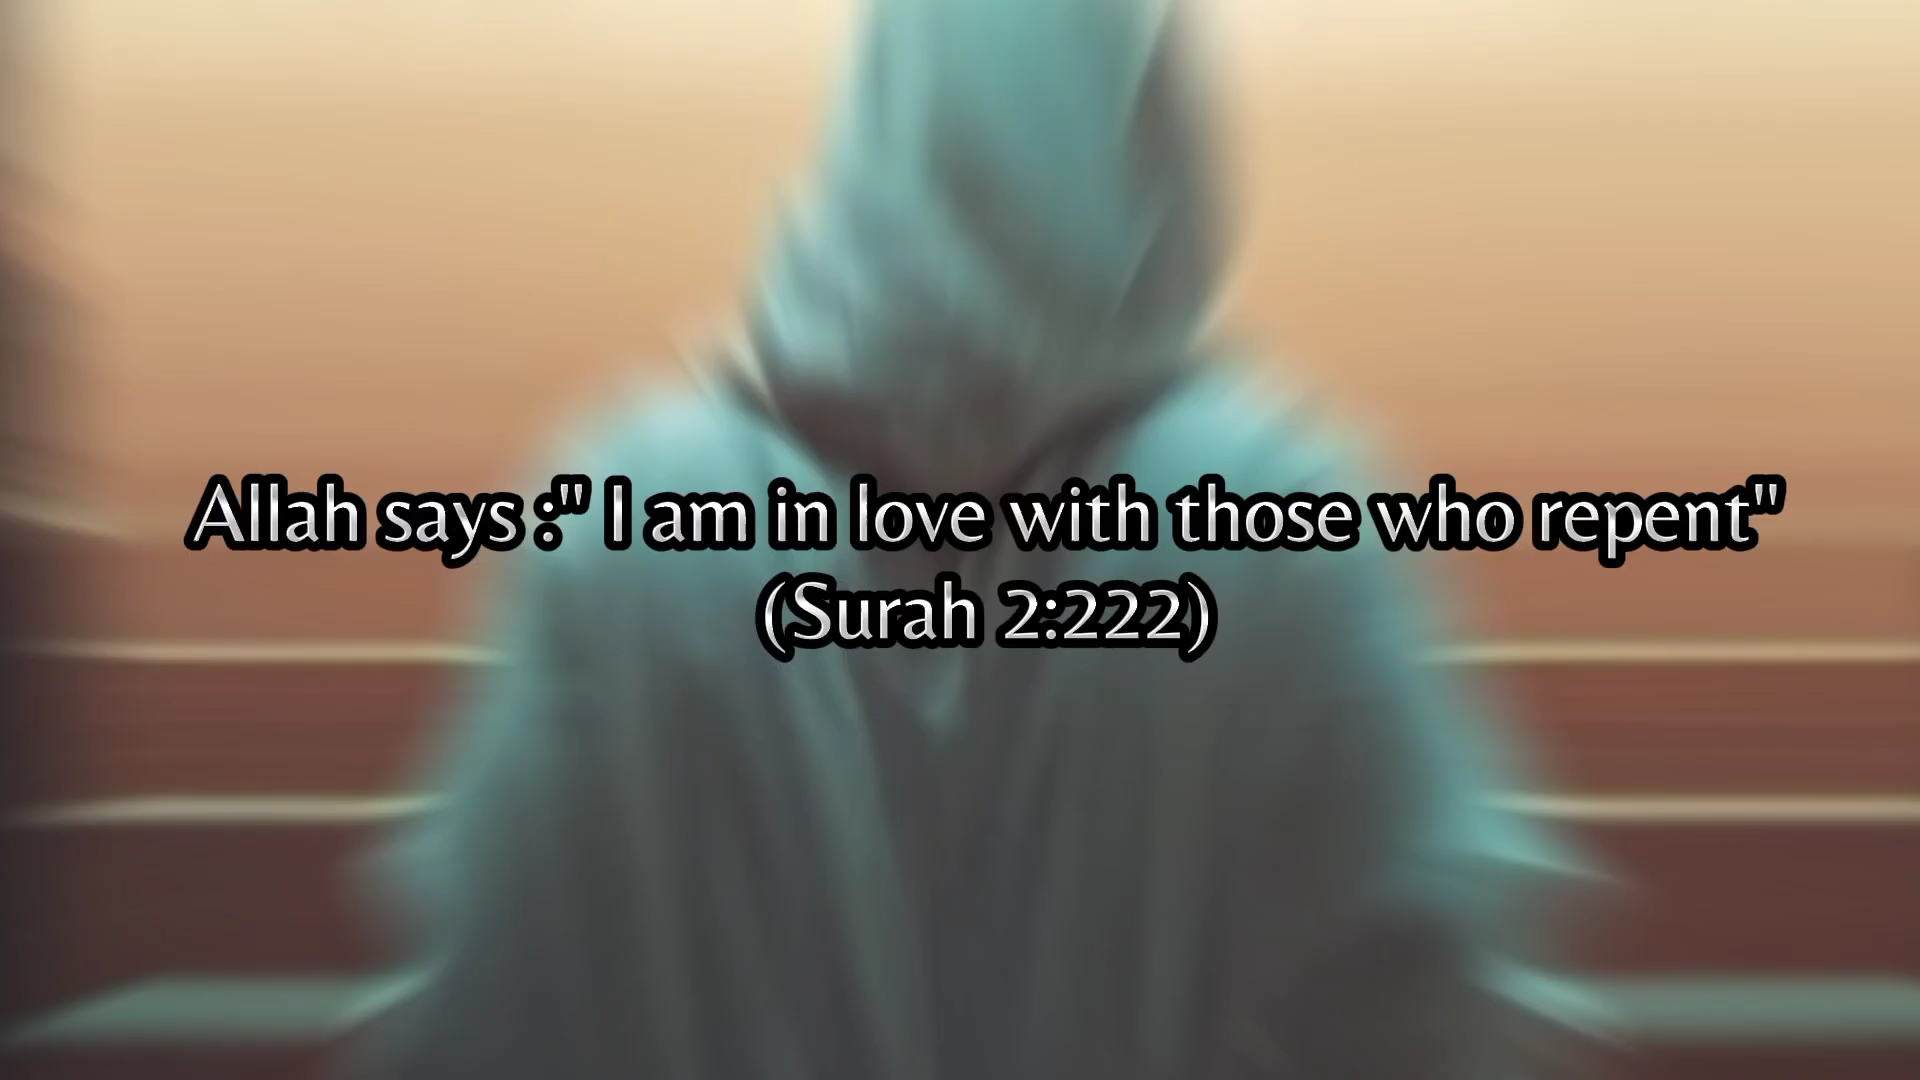 Allah says :" I am in love with those who repent"
(Surah 2:222)